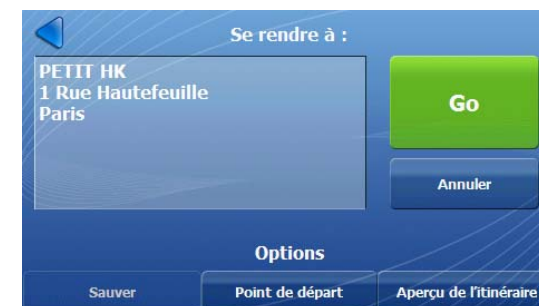 Se rendre à :
PETIT HK
1 Rue Hautefeuille
Paris
Go
Annuler
Options
Sauver
Point de départ
Aperçu de l'itinéraire